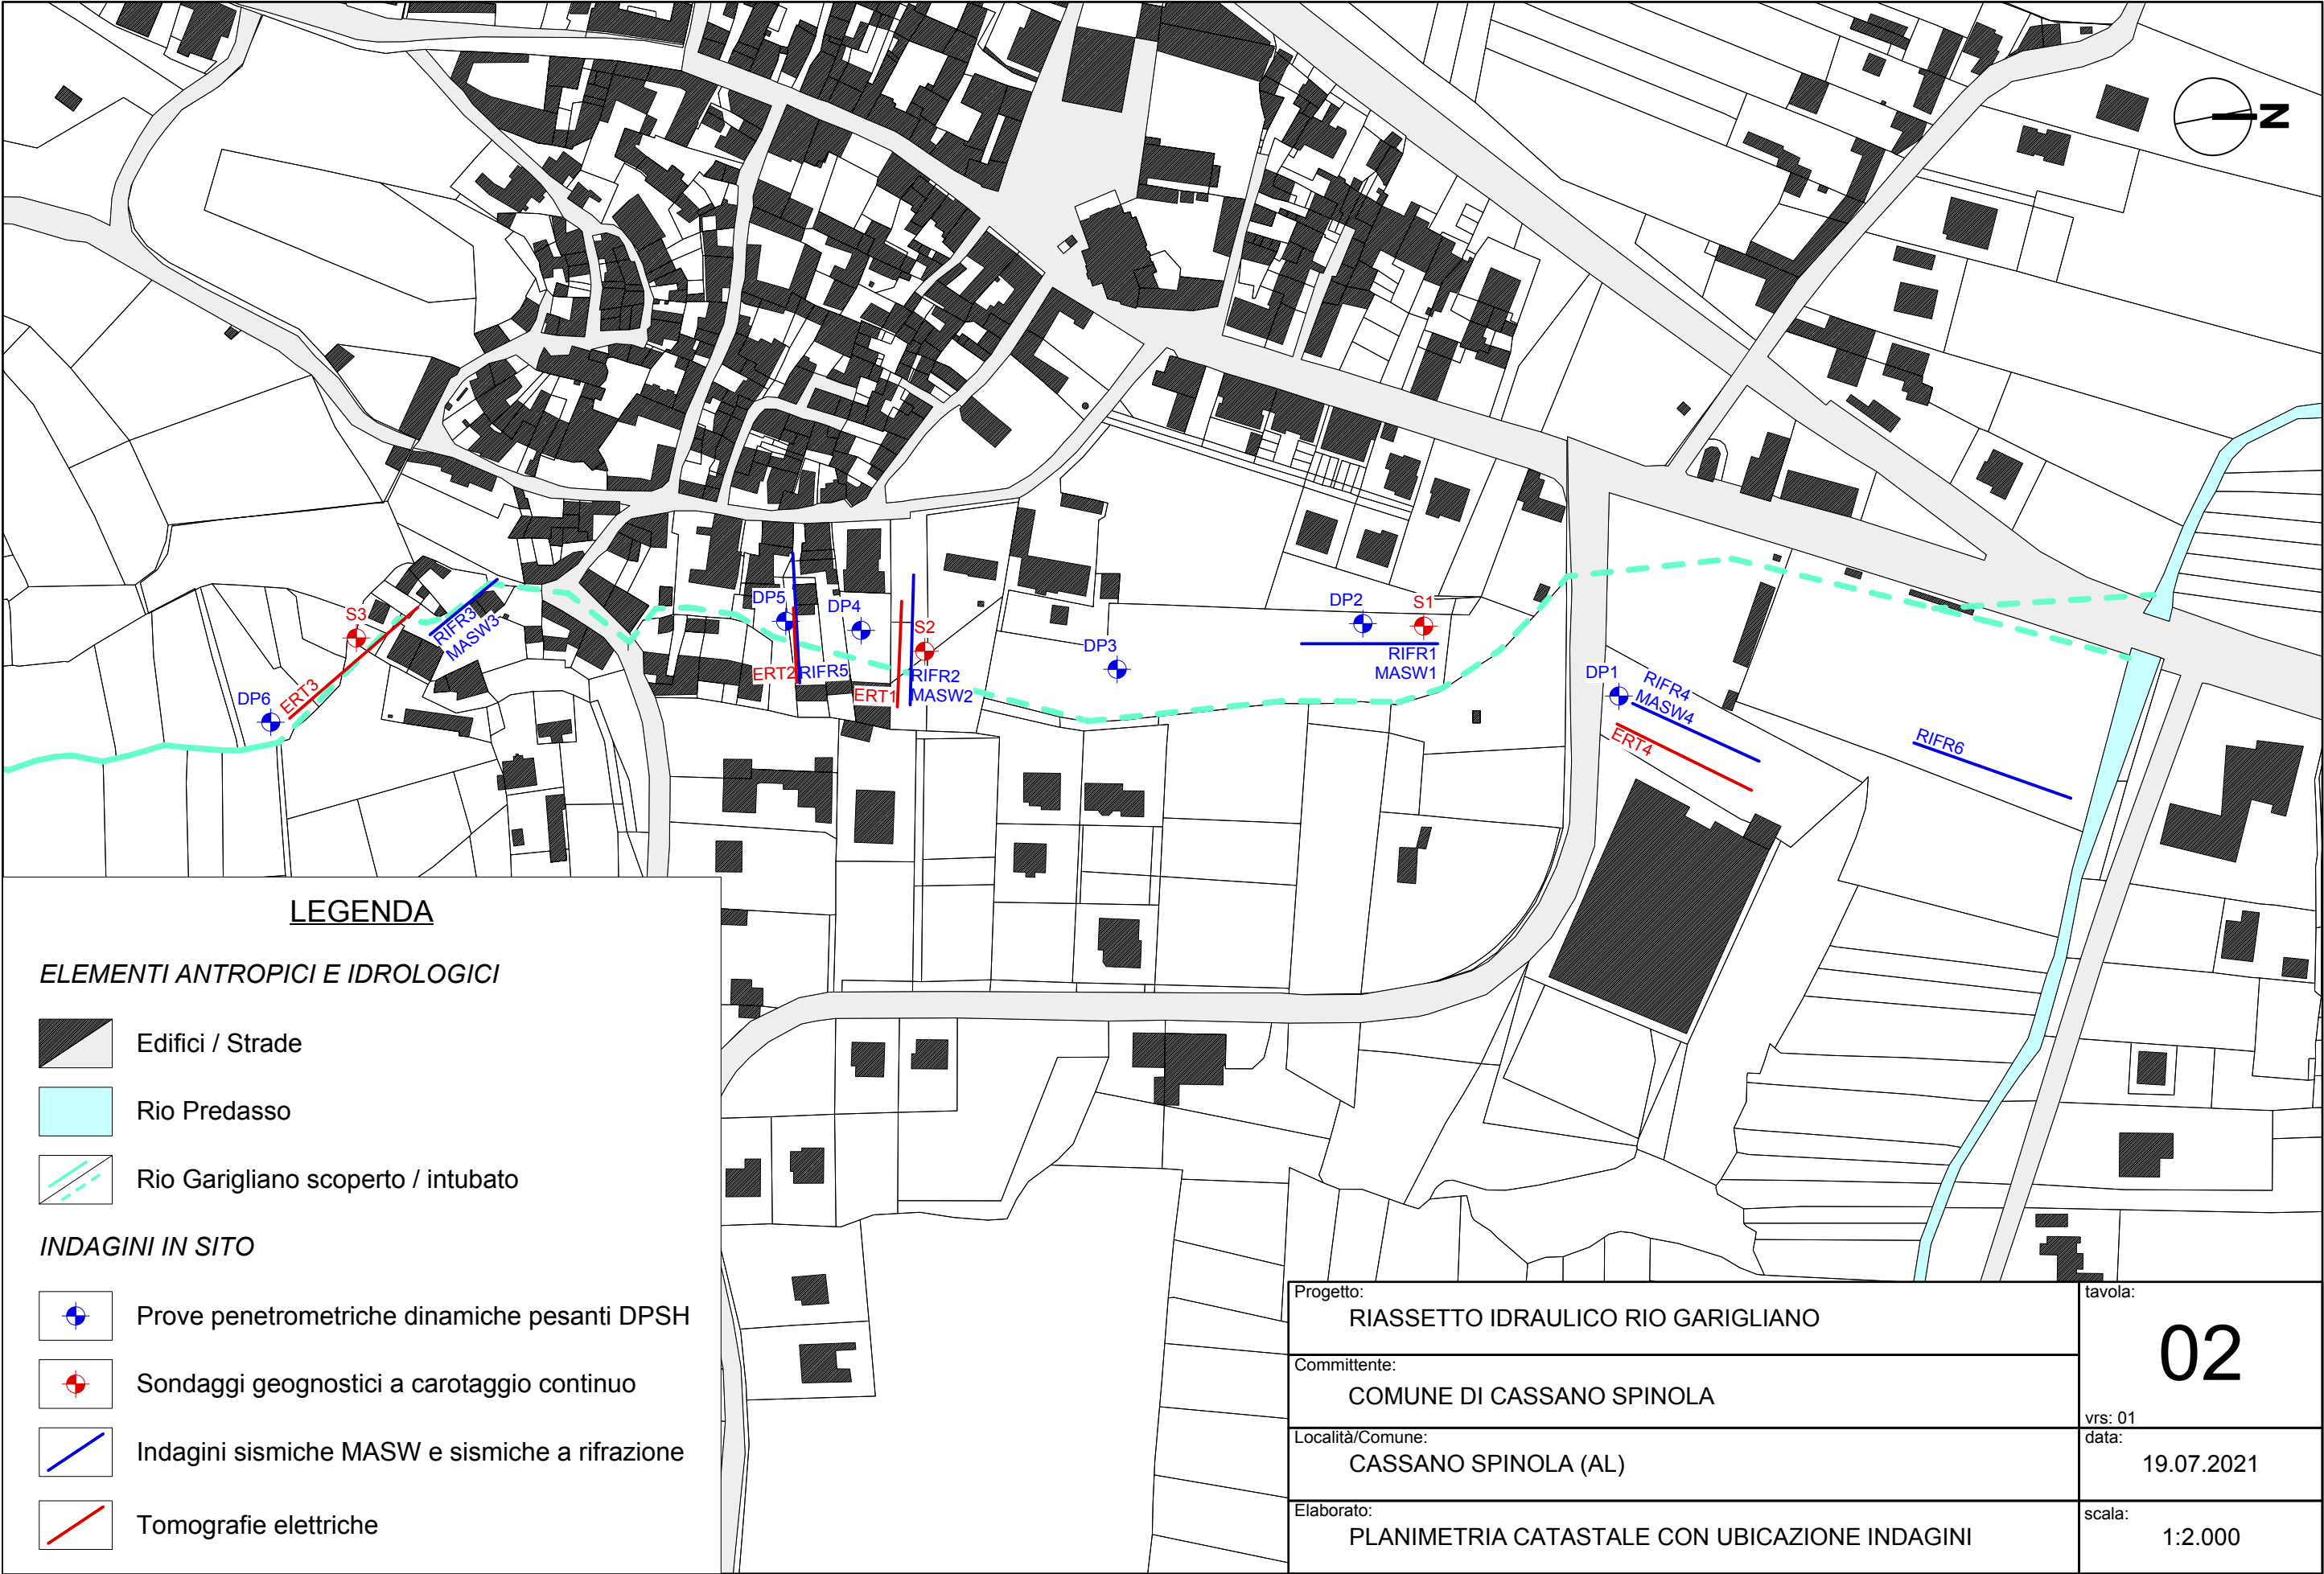 N
DP5
DP4
DP2
S1
S3
S2
RIFR3
MASW3
DP3
RIFR1
MASW1
ERT2
RIFR5
RIFR2
MASW2
ERT1
DP1
RIFR4
MASW4
DP6
ERT3
ERT4
RIFR6
LEGENDA
ELEMENTI ANTROPICI E IDROLOGICI
Edifici / Strade
Rio Predasso
Rio Garigliano scoperto / intubato
INDAGINI IN SITO
Prove penetrometriche dinamiche pesanti DPSH
Sondaggi geognostici a carotaggio continuo
Indagini sismiche MASW e sismiche a rifrazione
Tomografie elettriche
Progetto:
RIASSETTO IDRAULICO RIO GARIGLIANO
Committente:
COMUNE DI CASSANO SPINOLA
Località/Comune:
CASSANO SPINOLA (AL)
Elaborato:
PLANIMETRIA CATASTALE CON UBICAZIONE INDAGINI
tavola:
02
vrs: 01
data:
19.07.2021
scala:
1:2.000